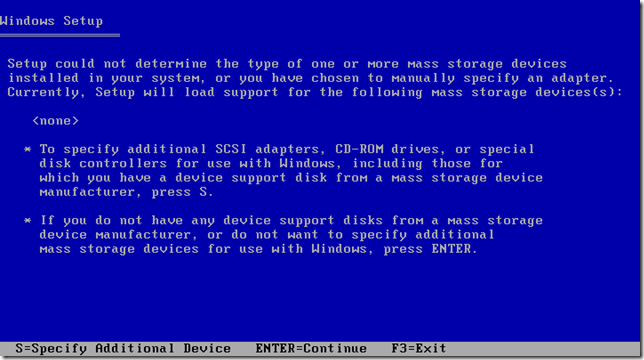 Windows Setup
Setup could not determine the type of one or more mass storage devices
installed in your system, or you have chosen to manually specify an adapter.
Currently, Setup will load support for the following mass storage devices(s):
<none>
* To specify additional SCSI adapters, CD-ROM drives, or special
disk controllers for use with Windows, including those for
which you have a device support disk from a mass storage device
manufacturer, press S.
* If you do not have any device support disks from a mass storage
device manufacturer, or do not want to specify additional
mass storage devices for use with Windows, press ENTER.
S=Specify Additional Device ENTER=Continue F3=Exit